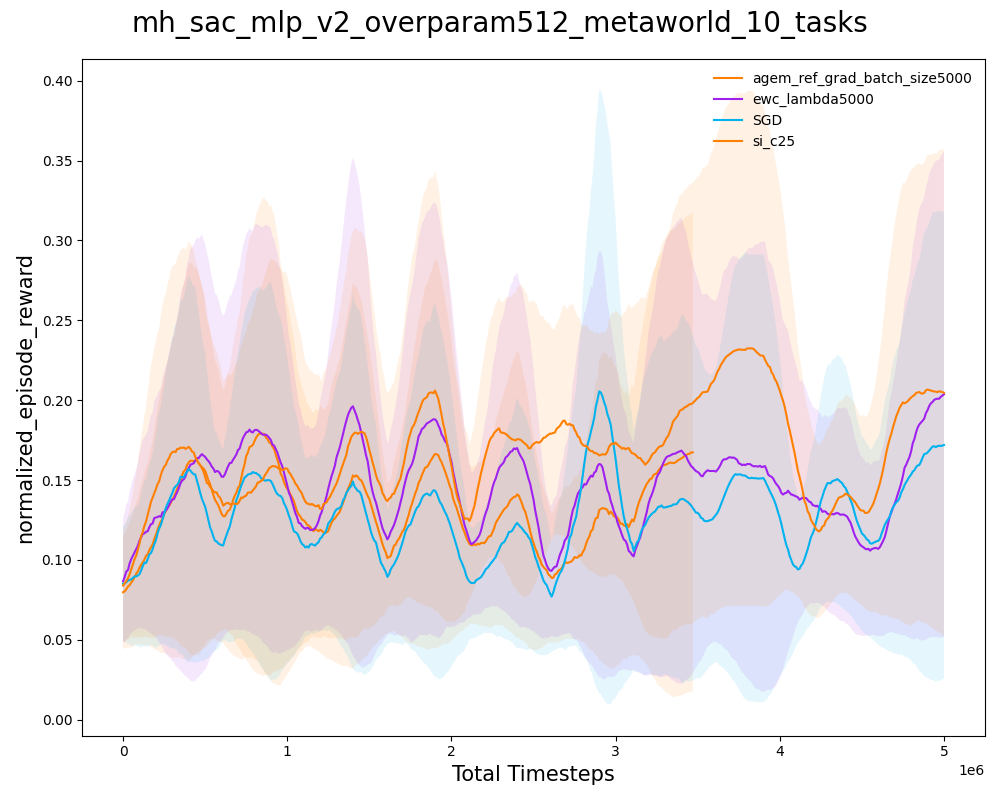 mh_sac_mlp_v2_overparam512_metaworld_10_tasks
agem_ref_grad_batch_size5000
ewc_lambda5000
SGD
si_c25
normalized_episode_reward
0.40
0.35
0.30
0.25
0.20
0.15
0.10
0.05
0.00
0 1 2 3 4 5
1e6
Total Timesteps